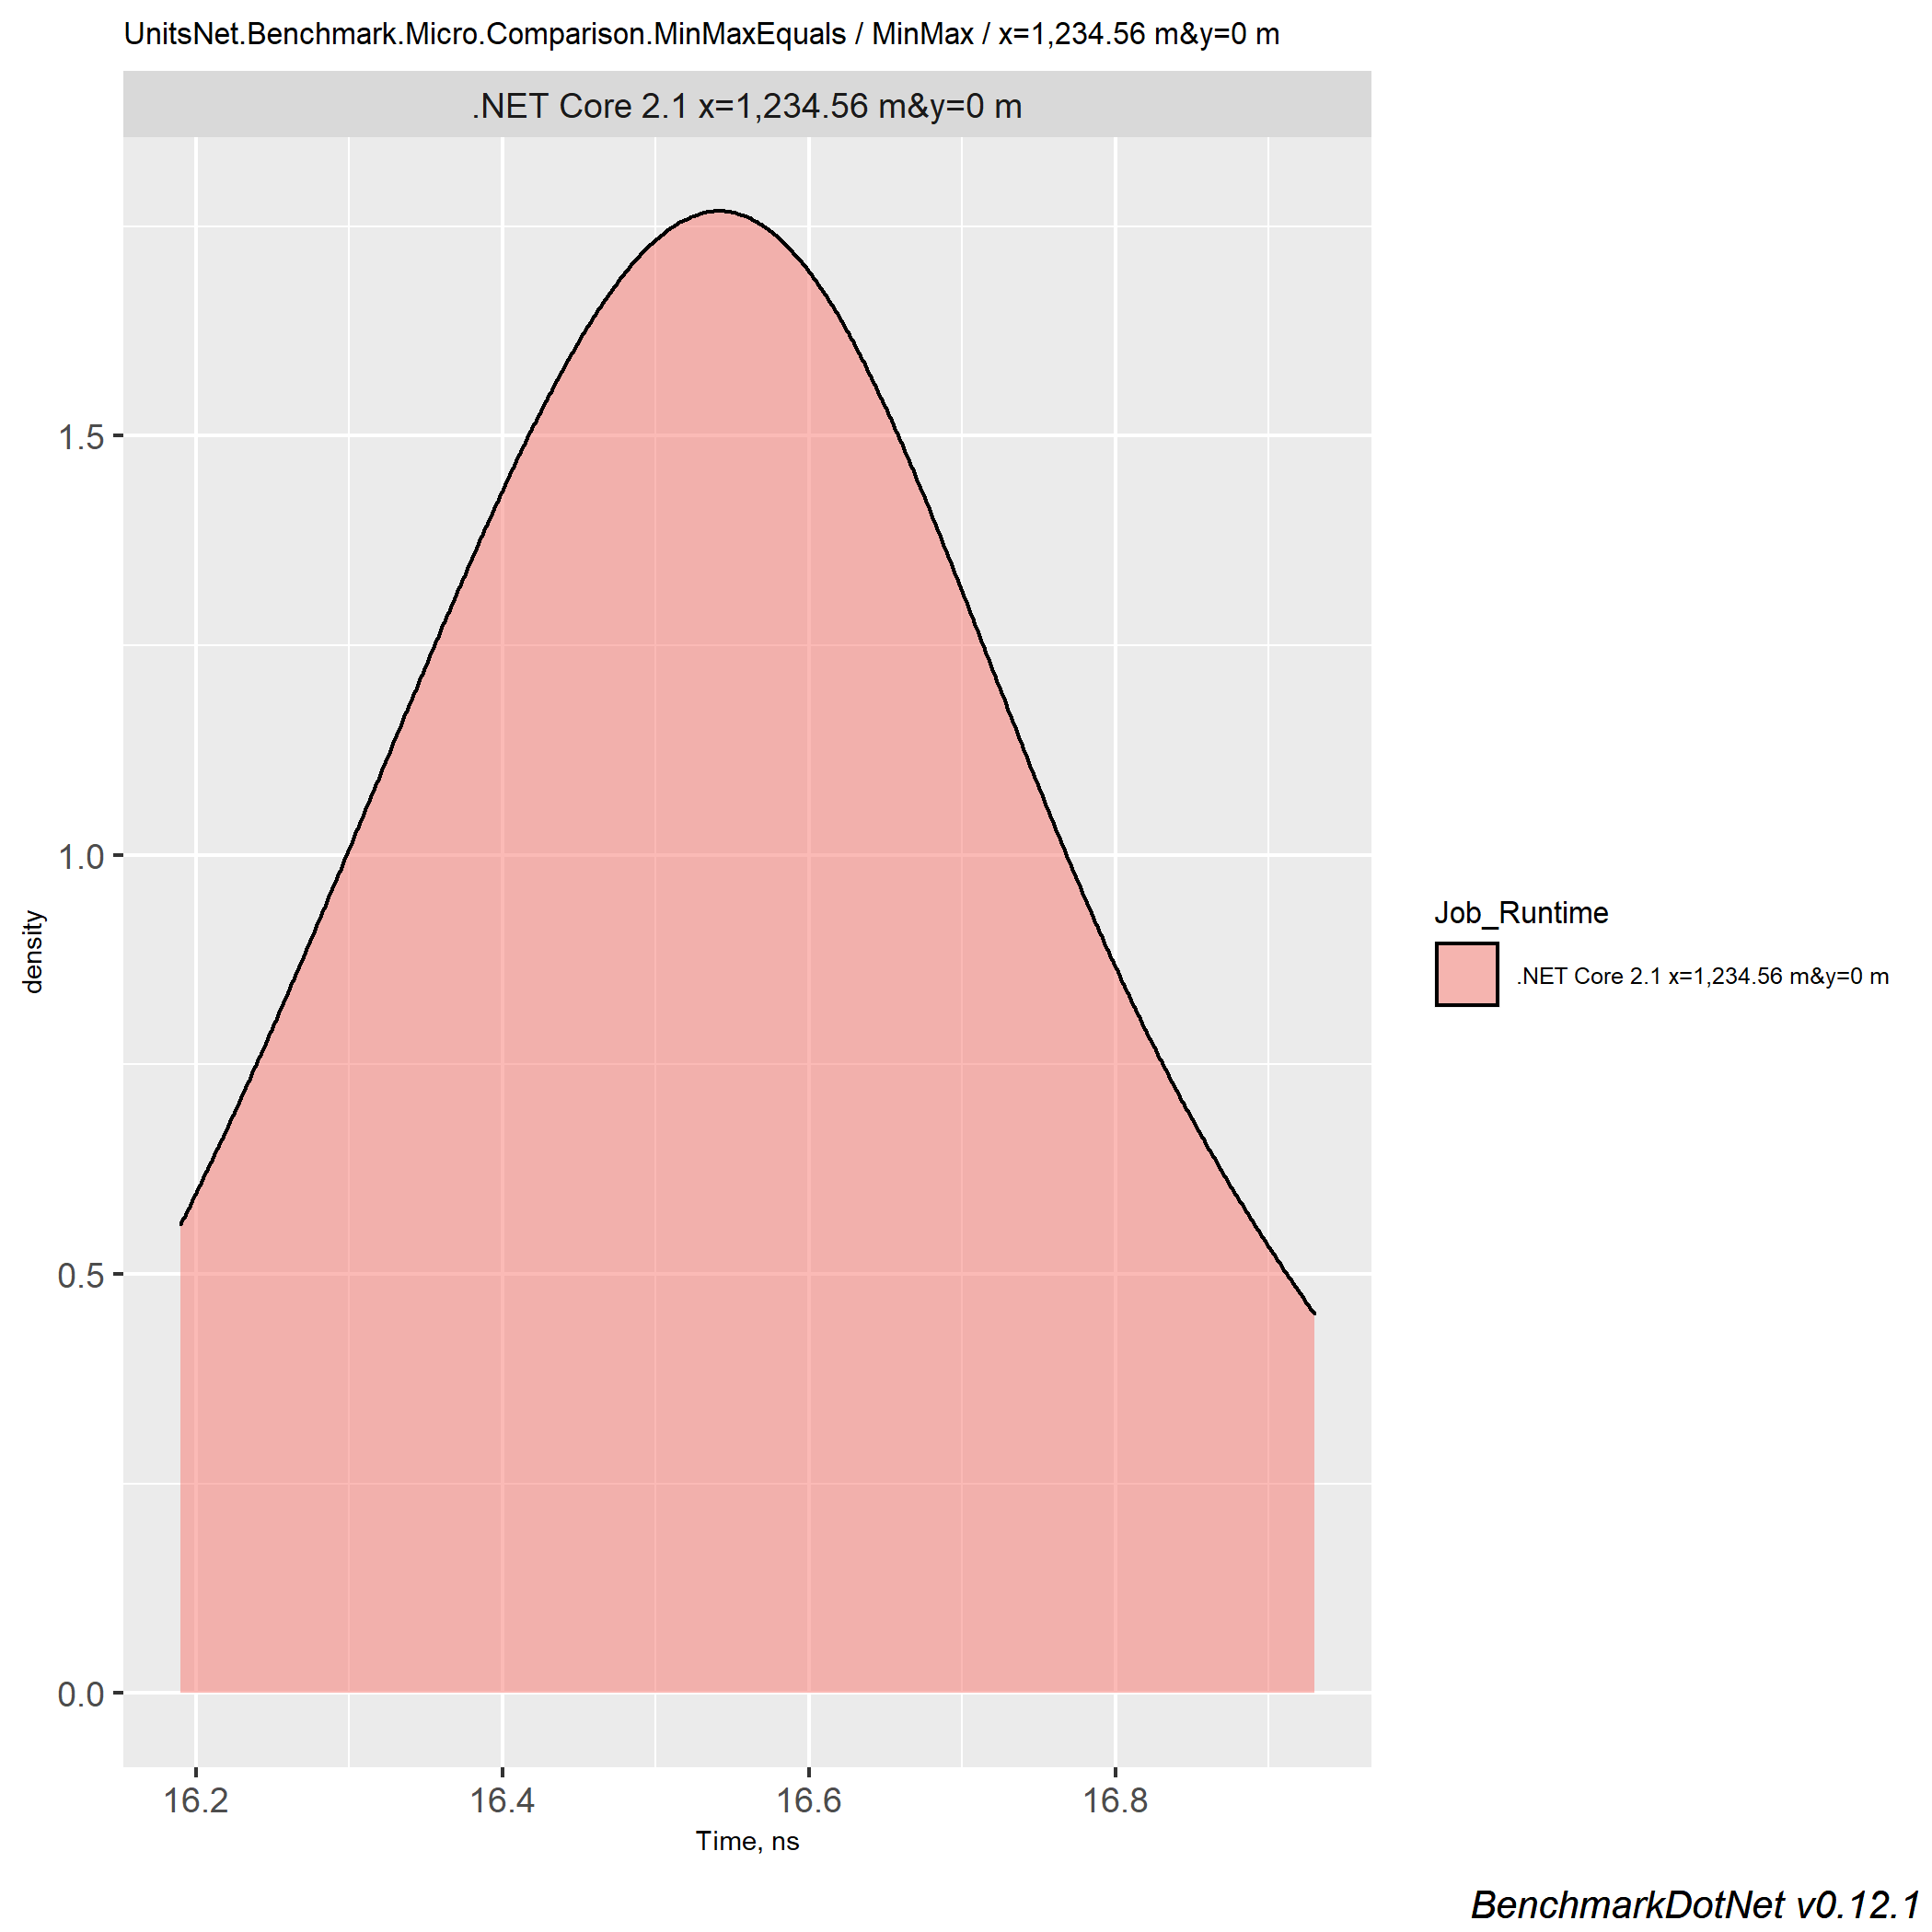 UnitsNet.Benchmark.Micro.Comparison.MinMaxEquals / MinMax / x=1,234.56 m&y=0 m
.NET Core 2.1 x=1,234.56 m&y=0 m
1.5
1.0
0.5
0.0
density
16.2 16.4 16.6 16.8
Time, ns
Job_Runtime
.NET Core 2.1 x=1,234.56 m&y=0 m
BenchmarkDotNet v0.12.1